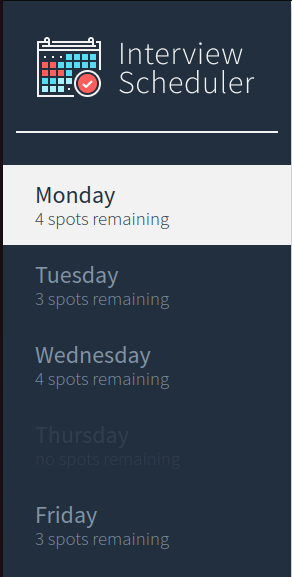 Interview
Scheduler
Monday
4 spots remaining
Tuesday
3 spots remaining
Wednesday
4 spots remaining
Thursday
no spots remaining
Friday
3 spots remaining